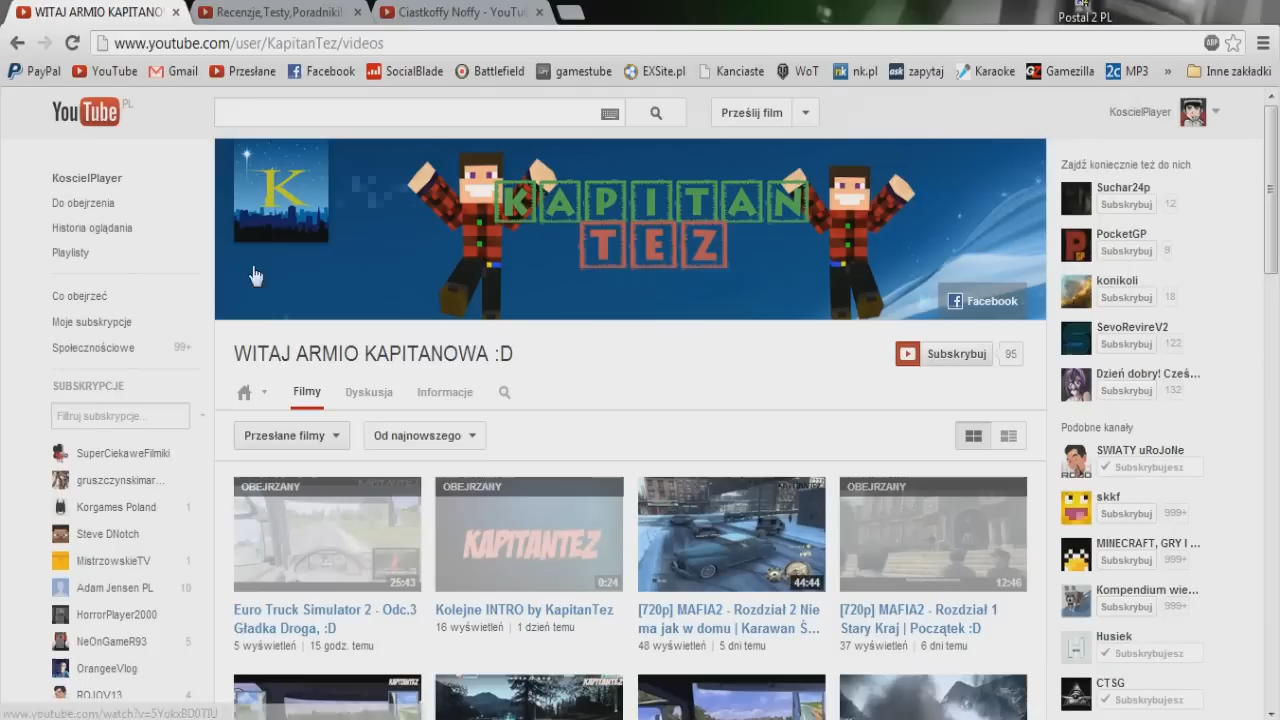 WITAJ ARMIO KAPITANOW
Recenzje,Testy,Poradniki!
Ciastkoffy Noffy - YouTu
Postal 2 PL
www.youtube.com/user/KapitanTez/videos
ABP
PayPal YouTube Gmail Przesłane Facebook SocialBlade Battlefield gamestube EXSite.pl Kanciaste WoT nk.pl zapytaj Karaoke Gamezilla MP3 » Inne zakładki
YouTube PL
Prześlij film
KoscielPlayer
KoscielPlayer
Do obejrzenia
Historia oglądania
Playlisty
Co obejrzeć
Moje subskrypcje
Społecznościowe 99+
SUBSKRYPCJE
Filtruj subskrypcje...
SuperCiekaweFilmiki
gruszczynskimar...
Korgames Poland 1
Steve DNotch
MistrzowskieTV 1
Adam Jensen PL 10
HorrorPlayer2000
NeOnGameR93 1
OrangeeVlog
ROJOV13 4
K
KAPITAN
TEZ
Facebook
WITAJ ARMIO KAPITANOWA :D
Subskrybuj 95
Filmy Dyskusja Informacje
Przesłane filmy
Od najnowszego
OBEJRZANY
25:43
Euro Truck Simulator 2 - Odc.3
Gładka Droga, :D
5 wyświetleń | 15 godz. temu
OBEJRZANY
KAPITANTEZ
0:24
Kolejne INTRO by KapitanTez
16 wyświetleń | 1 dzień temu
44:44
[720p] MAFIA2 - Rozdział 2 Nie
ma jak w domu | Karawan Ś...
48 wyświetleń | 5 dni temu
OBEJRZANY
12:46
[720p] MAFIA2 - Rozdział 1
Stary Kraj | Początek :D
37 wyświetleń | 6 dni temu
Zajdź koniecznie też do nich
Suchar24p
Subskrybuj 12
PocketGP
Subskrybuj 9
konikoli
Subskrybuj 18
SevoRevireV2
Subskrybuj 122
Dzień dobry! Cześ...
Subskrybuj 132
Podobne kanały
SWIATY uRoJoNe
Subskrybujesz
skkf
Subskrybuj 999+
MINECRAFT, GRY I ...
Subskrybuj 999+
Kompendium wie...
Subskrybuj 999+
Husiek
Subskrybujesz
CTSG
Subskrybujesz